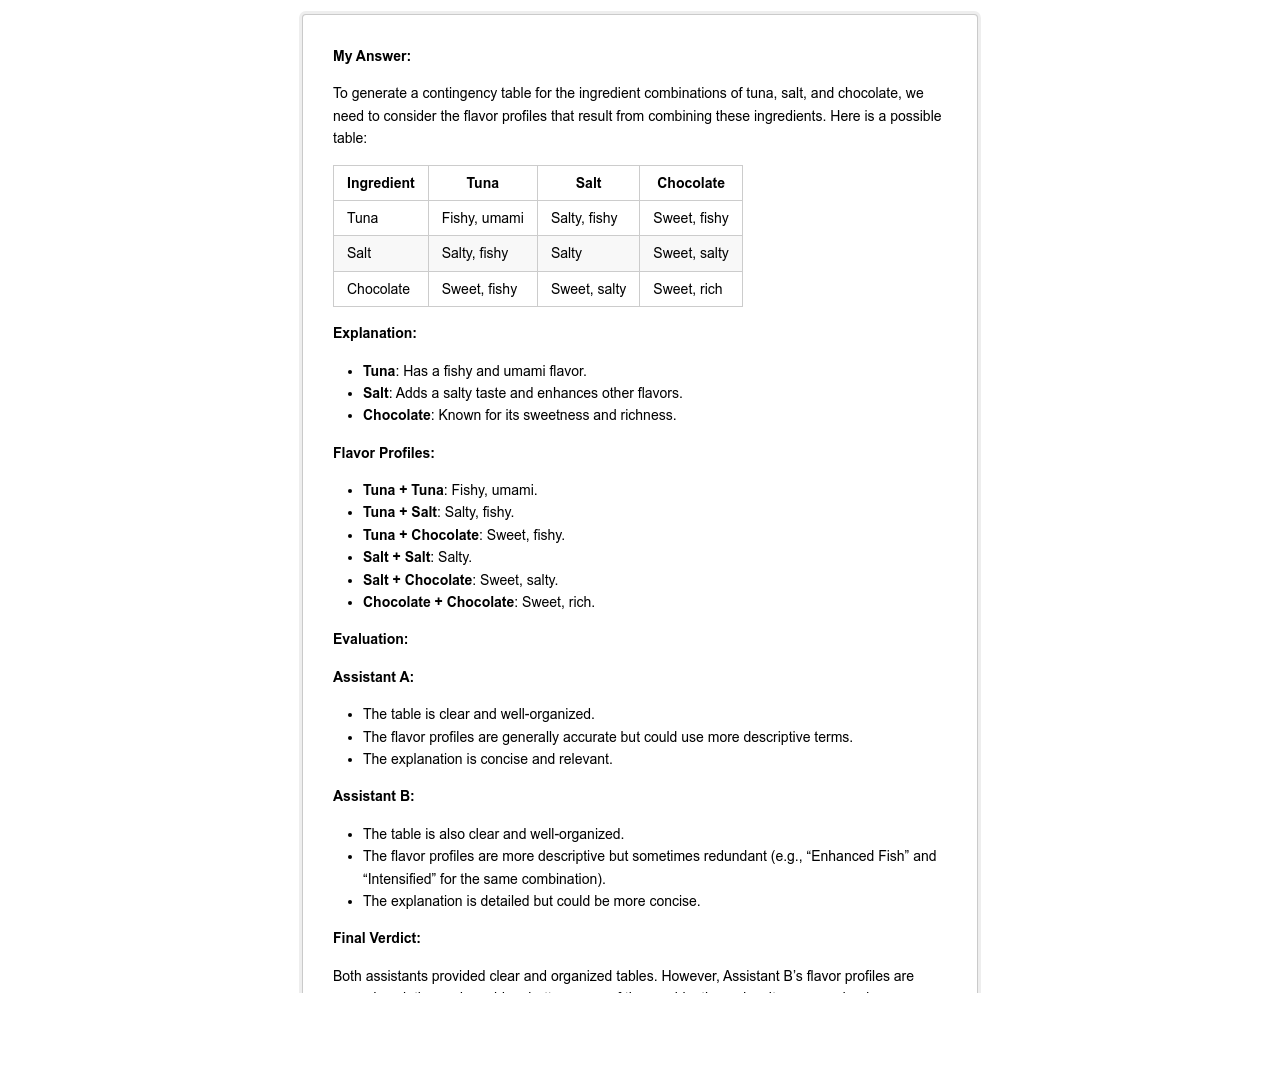 My Answer:
To generate a contingency table for the ingredient combinations of tuna, salt, and chocolate, we
need to consider the flavor profiles that result from combining these ingredients. Here is a possible
table:
Ingredient Tuna Salt Chocolate
Tuna Fishy, umami Salty, fishy Sweet, fishy
Salt Salty, fishy Salty Sweet, salty
Chocolate Sweet, fishy Sweet, salty Sweet, rich
Explanation:
• Tuna: Has a fishy and umami flavor.
• Salt: Adds a salty taste and enhances other flavors.
• Chocolate: Known for its sweetness and richness.
Flavor Profiles:
• Tuna + Tuna: Fishy, umami.
• Tuna + Salt: Salty, fishy.
• Tuna + Chocolate: Sweet, fishy.
• Salt + Salt: Salty.
• Salt + Chocolate: Sweet, salty.
• Chocolate + Chocolate: Sweet, rich.
Evaluation:
Assistant A:
• The table is clear and well-organized.
• The flavor profiles are generally accurate but could use more descriptive terms.
• The explanation is concise and relevant.
Assistant B:
• The table is also clear and well-organized.
• The flavor profiles are more descriptive but sometimes redundant (e.g., “Enhanced Fish” and
“Intensified” for the same combination).
• The explanation is detailed but could be more concise.
Final Verdict:
Both assistants provided clear and organized tables. However, Assistant B’s flavor profiles are